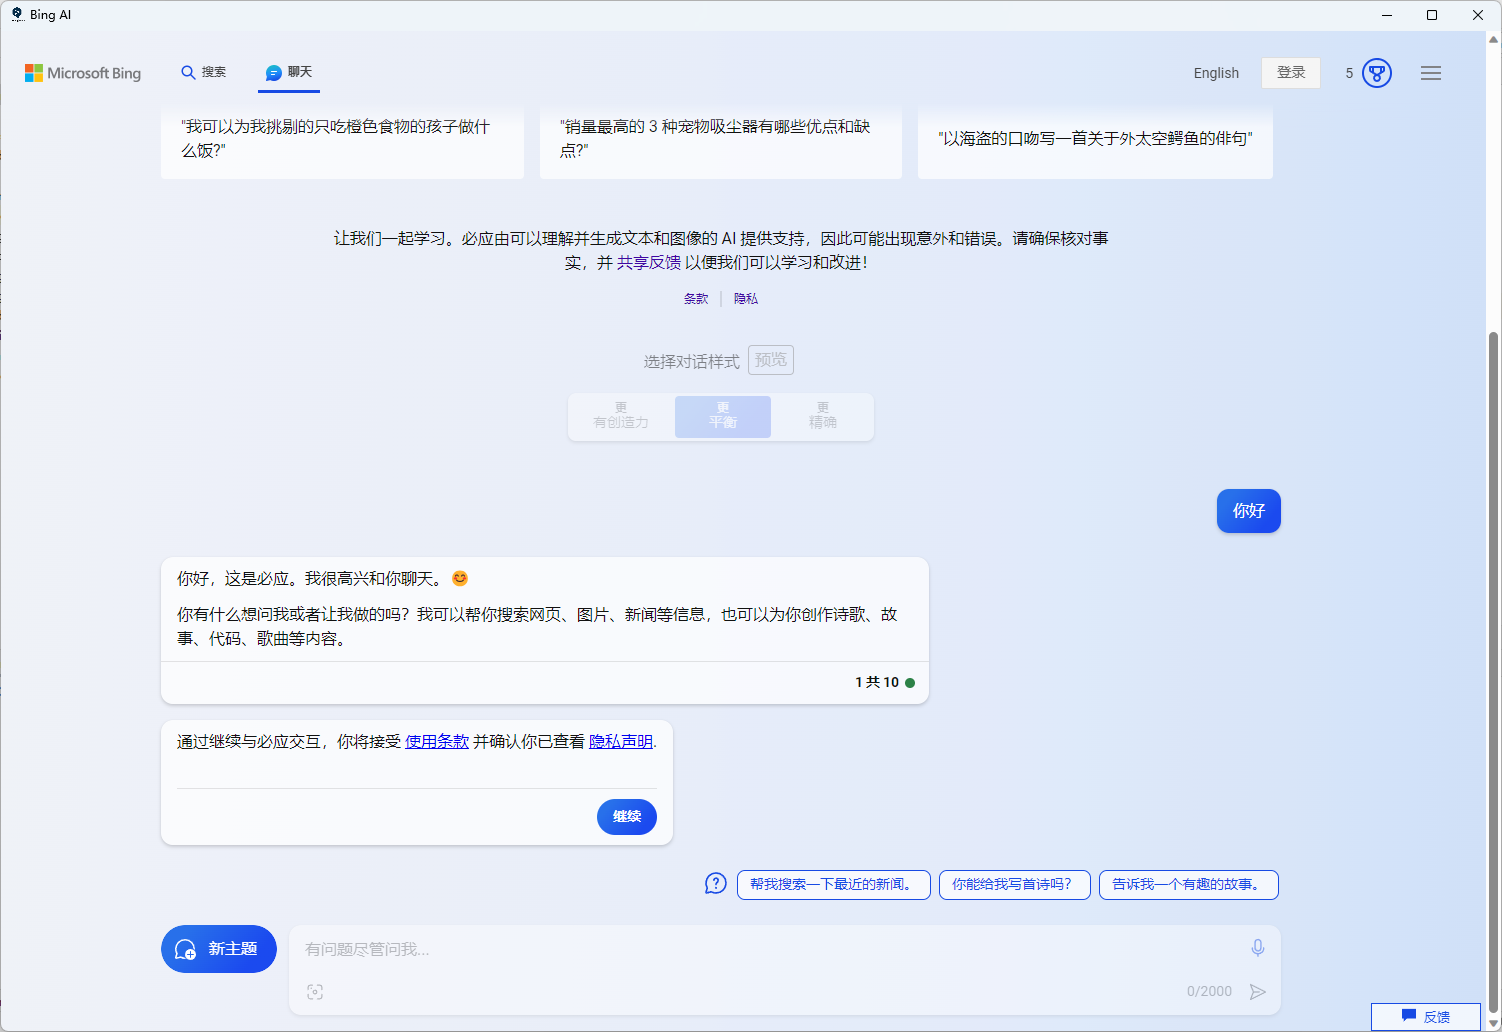 Bing AI
Microsoft Bing
搜索
聊天
English
登录
5
"我可以为我挑剔的只吃橙色食物的孩子做什
么饭?"
"销量最高的 3 种宠物吸尘器有哪些优点和缺
点?"
"以海盗的口吻写一首关于外太空鳄鱼的俳句"
让我们一起学习。必应由可以理解并生成文本和图像的 AI 提供支持，因此可能出现意外和错误。请确保核对事
实，并 共享反馈 以便我们可以学习和改进！
条款
隐私
选择对话样式 预览
更
有创造力
更
平衡
更
精确
你好
你好，这是必应。我很高兴和你聊天。😊
你有什么想问我或者让我做的吗？我可以帮你搜索网页、图片、新闻等信息，也可以为你创作诗歌、故
事、代码、歌曲等内容。
1 共 10
通过继续与必应交互，你将接受 使用条款 并确认你已查看 隐私声明.
继续
帮我搜索一下最近的新闻。
你能给我写首诗吗？
告诉我一个有趣的故事。
新主题
有问题尽管问我...
0/2000
反馈